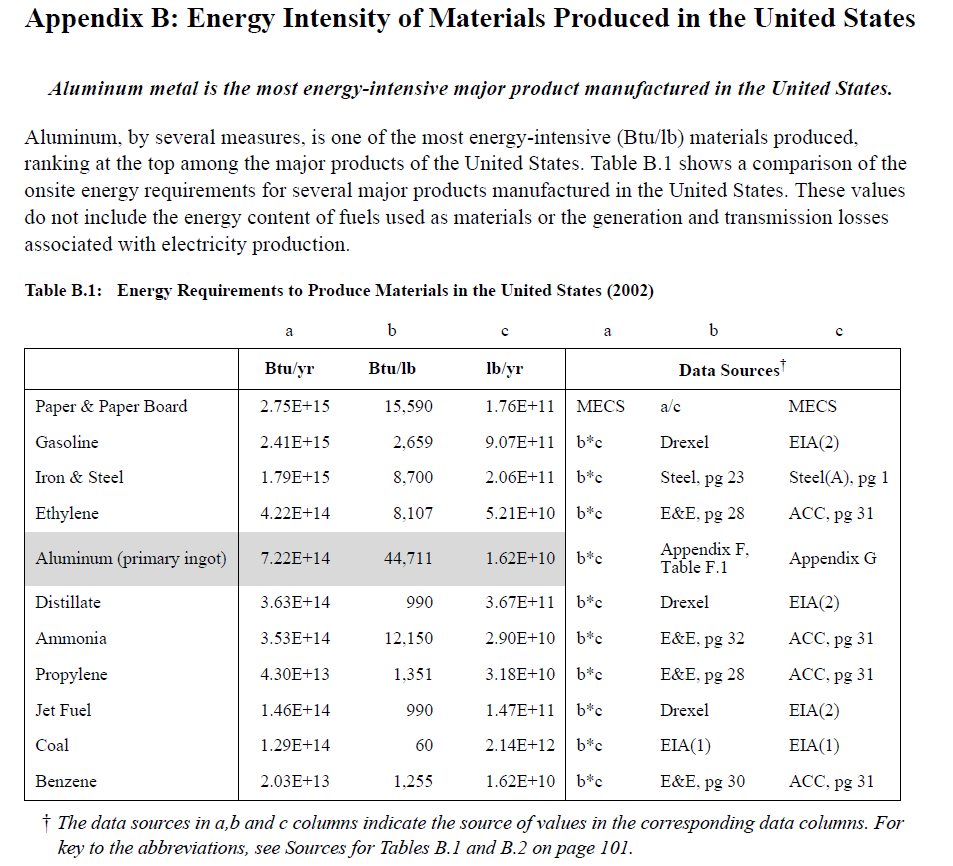 Appendix B: Energy Intensity of Materials Produced in the United States
Aluminum metal is the most energy-intensive major product manufactured in the United States.
Aluminum, by several measures, is one of the most energy-intensive (Btu/lb) materials produced,
ranking at the top among the major products of the United States. Table B.1 shows a comparison of the
onsite energy requirements for several major products manufactured in the United States. These values
do not include the energy content of fuels used as materials or the generation and transmission losses
associated with electricity production.
Table B.1: Energy Requirements to Produce Materials in the United States (2002)
a b c a b c
Btu/yr Btu/lb lb/yr Data Sources†
Paper & Paper Board 2.75E+15 15,590 1.76E+11 MECS a/c MECS
Gasoline 2.41E+15 2,659 9.07E+11 b*c Drexel EIA(2)
Iron & Steel 1.79E+15 8,700 2.06E+11 b*c Steel, pg 23 Steel(A), pg 1
Ethylene 4.22E+14 8,107 5.21E+10 b*c E&E, pg 28 ACC, pg 31
Aluminum (primary ingot) 7.22E+14 44,711 1.62E+10 b*c Appendix F, Appendix G
Table F.1
Distillate 3.63E+14 990 3.67E+11 b*c Drexel EIA(2)
Ammonia 3.53E+14 12,150 2.90E+10 b*c E&E, pg 32 ACC, pg 31
Propylene 4.30E+13 1,351 3.18E+10 b*c E&E, pg 28 ACC, pg 31
Jet Fuel 1.46E+14 990 1.47E+11 b*c Drexel EIA(2)
Coal 1.29E+14 60 2.14E+12 b*c EIA(1) EIA(1)
Benzene 2.03E+13 1,255 1.62E+10 b*c E&E, pg 30 ACC, pg 31
† The data sources in a,b and c columns indicate the source of values in the corresponding data columns. For
key to the abbreviations, see Sources for Tables B.1 and B.2 on page 101.